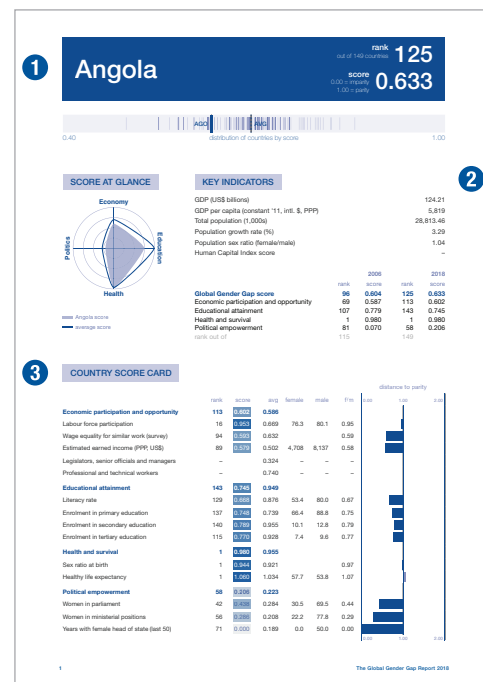 1
rank
out of 149 countries
125
Angola
score
0.00 = imparity
1.00 = parity
0.633
AGO
AVG
0.40
distribution of countries by score
1.00
2
SCORE AT GLANCE
Economy
Politics
Education
Health
Angola score
average score
KEY INDICATORS
GDP (US$ billions) 124.21
GDP per capita (constant '11, intl. $, PPP) 5,819
Total population (1,000s) 28,813.46
Population growth rate (%) 3.29
Population sex ratio (female/male) 1.04
Human Capital Index score –
2006 2018
rank score rank score
Global Gender Gap score 96 0.604 125 0.633
Economic participation and opportunity 69 0.587 113 0.602
Educational attainment 107 0.779 143 0.745
Health and survival 1 0.980 1 0.980
Political empowerment 81 0.070 58 0.206
rank out of 115 149
3
COUNTRY SCORE CARD
distance to parity
rank score avg female male f/m 0.00 1.00 2.00
Economic participation and opportunity 113 0.602 0.586
Labour force participation 16 0.953 0.669 76.3 80.1 0.95
Wage equality for similar work (survey) 94 0.593 0.632 0.59
Estimated earned income (PPP, US$) 89 0.579 0.502 4,708 8,137 0.58
Legislators, senior officials and managers – 0.324 – – –
Professional and technical workers – 0.740 – – –
Educational attainment 143 0.745 0.949
Literacy rate 129 0.668 0.876 53.4 80.0 0.67
Enrolment in primary education 137 0.748 0.739 66.4 88.8 0.75
Enrolment in secondary education 140 0.789 0.955 10.1 12.8 0.79
Enrolment in tertiary education 115 0.770 0.928 7.4 9.6 0.77
Health and survival 1 0.980 0.955
Sex ratio at birth 1 0.944 0.921 0.97
Healthy life expectancy 1 1.060 1.034 57.7 53.8 1.07
Political empowerment 58 0.206 0.223
Women in parliament 42 0.438 0.284 30.5 69.5 0.44
Women in ministerial positions 56 0.286 0.208 22.2 77.8 0.29
Years with female head of state (last 50) 71 0.000 0.189 0.0 50.0 0.00
0.00 1.00 2.00
1
The Global Gender Gap Report 2018